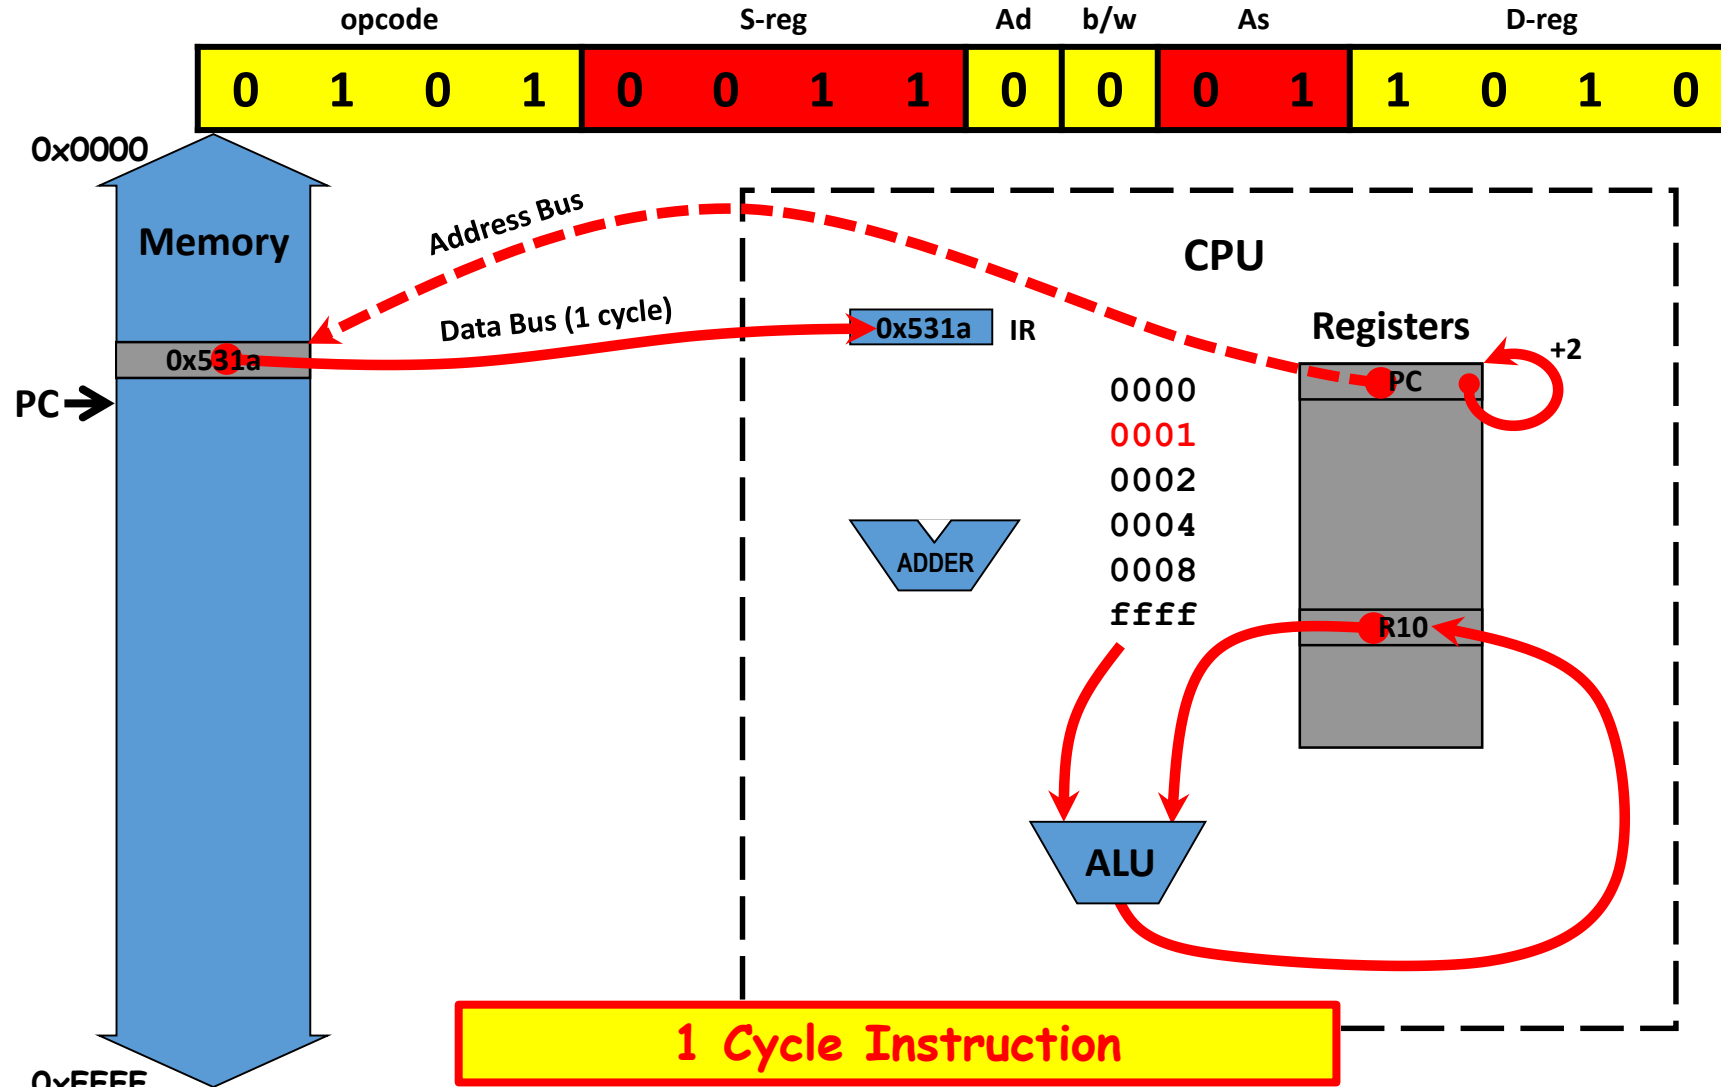 opcode S-reg Ad b/w As D-reg
0 1 0 1 0 0 1 1 0 0 0 1 1 0 1 0
0x0000
Memory
Address Bus
CPU
Data Bus (1 cycle)
0x531a IR
Registers
+2
0x531a
PC
PC
0000
0001
0002
0004
0008
ffff
ADDER
R10
ALU
1 Cycle Instruction
0xFFFF